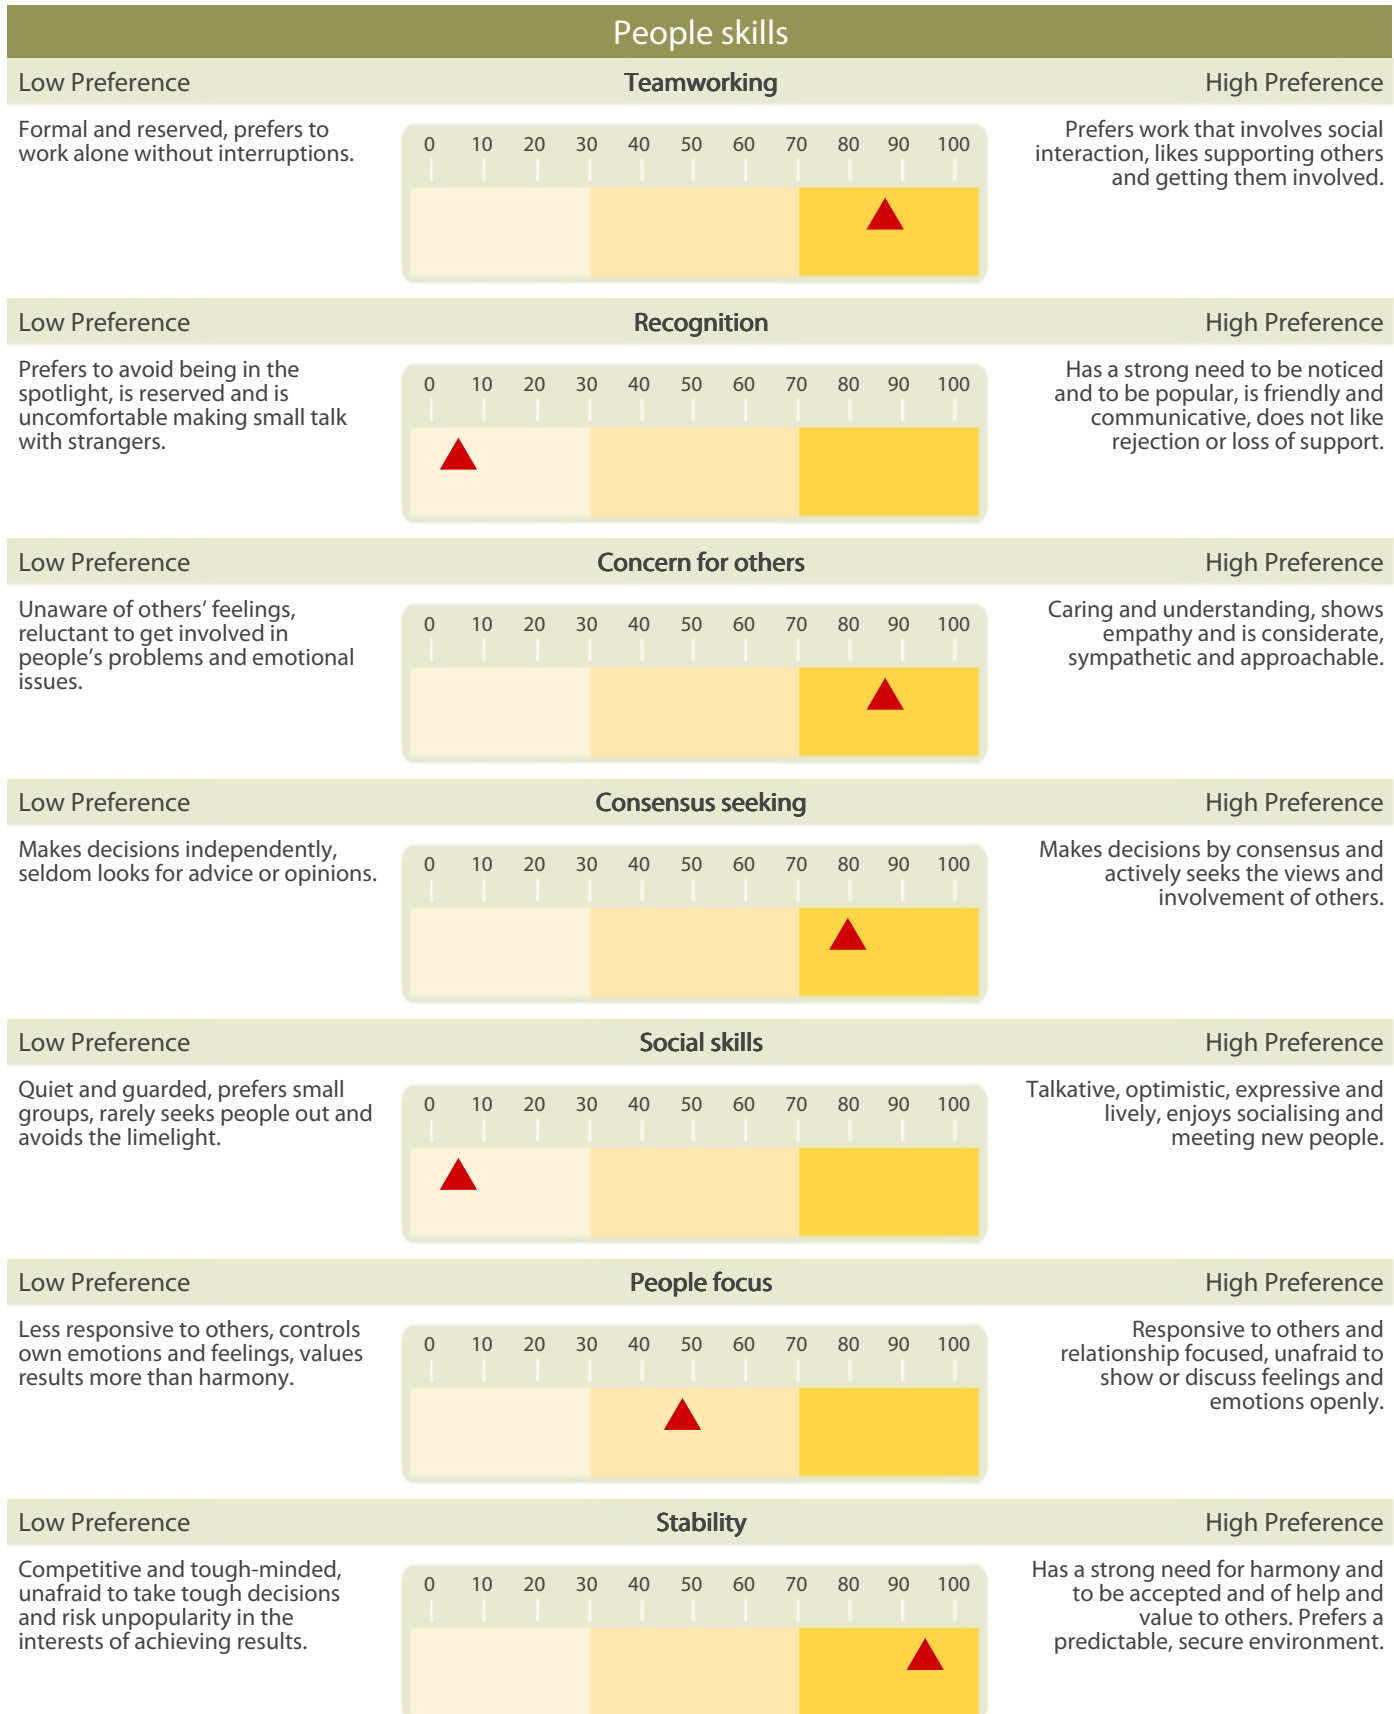 People skills
Low Preference Teamworking High Preference
Formal and reserved, prefers to
work alone without interruptions.
0 10 20 30 40 50 60 70 80 90 100
Prefers work that involves social
interaction, likes supporting others
and getting them involved.
Low Preference Recognition High Preference
Prefers to avoid being in the
spotlight, is reserved and is
uncomfortable making small talk
with strangers.
0 10 20 30 40 50 60 70 80 90 100
Has a strong need to be noticed
and to be popular, is friendly and
communicative, does not like
rejection or loss of support.
Low Preference Concern for others High Preference
Unaware of others’ feelings,
reluctant to get involved in
people’s problems and emotional
issues.
0 10 20 30 40 50 60 70 80 90 100
Caring and understanding, shows
empathy and is considerate,
sympathetic and approachable.
Low Preference Consensus seeking High Preference
Makes decisions independently,
seldom looks for advice or opinions.
0 10 20 30 40 50 60 70 80 90 100
Makes decisions by consensus and
actively seeks the views and
involvement of others.
Low Preference Social skills High Preference
Quiet and guarded, prefers small
groups, rarely seeks people out and
avoids the limelight.
0 10 20 30 40 50 60 70 80 90 100
Talkative, optimistic, expressive and
lively, enjoys socialising and
meeting new people.
Low Preference People focus High Preference
Less responsive to others, controls
own emotions and feelings, values
results more than harmony.
0 10 20 30 40 50 60 70 80 90 100
Responsive to others and
relationship focused, unafraid to
show or discuss feelings and
emotions openly.
Low Preference Stability High Preference
Competitive and tough-minded,
unafraid to take tough decisions
and risk unpopularity in the
interests of achieving results.
0 10 20 30 40 50 60 70 80 90 100
Has a strong need for harmony and
to be accepted and of help and
value to others. Prefers a
predictable, secure environment.